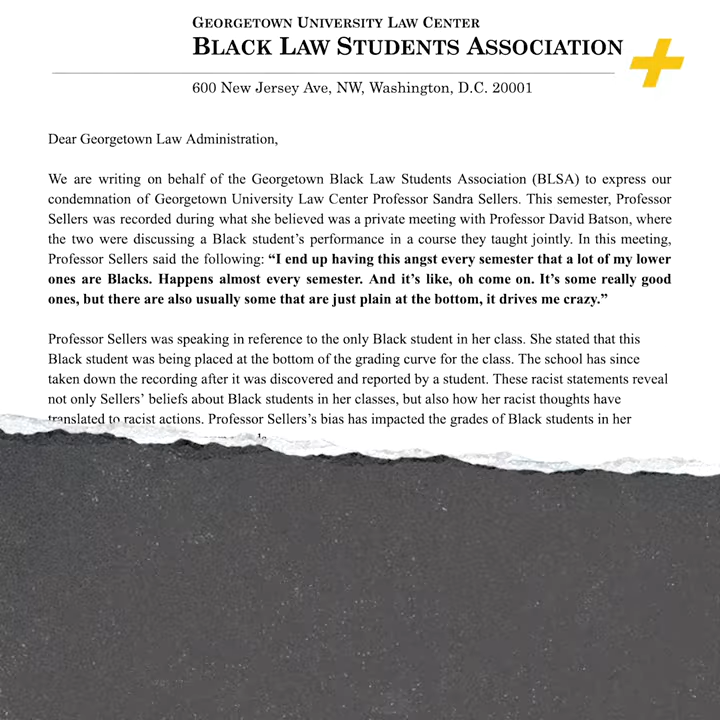 Georgetown University Law Center
Black Law Students Association
600 New Jersey Ave, NW, Washington, D.C. 20001
Dear Georgetown Law Administration,
We are writing on behalf of the Georgetown Black Law Students Association (BLSA) to express our
condemnation of Georgetown University Law Center Professor Sandra Sellers. This semester, Professor
Sellers was recorded during what she believed was a private meeting with Professor David Batson, where
the two were discussing a Black student's performance in a course they taught jointly. In this meeting,
Professor Sellers said the following: “I end up having this angst every semester that a lot of my lower
ones are Blacks. Happens almost every semester. And it's like, oh come on. It's some really good
ones, but there are also usually some that are just plain at the bottom, it drives me crazy.”
Professor Sellers was speaking in reference to the only Black student in her class. She stated that this
Black student was being placed at the bottom of the grading curve for the class. The school has since
taken down the recording after it was discovered and reported by a student. These racist statements reveal
not only Sellers' beliefs about Black students in her classes, but also how her racist thoughts have
translated to racist actions. Professor Sellers's bias has impacted the grades of Black students in her